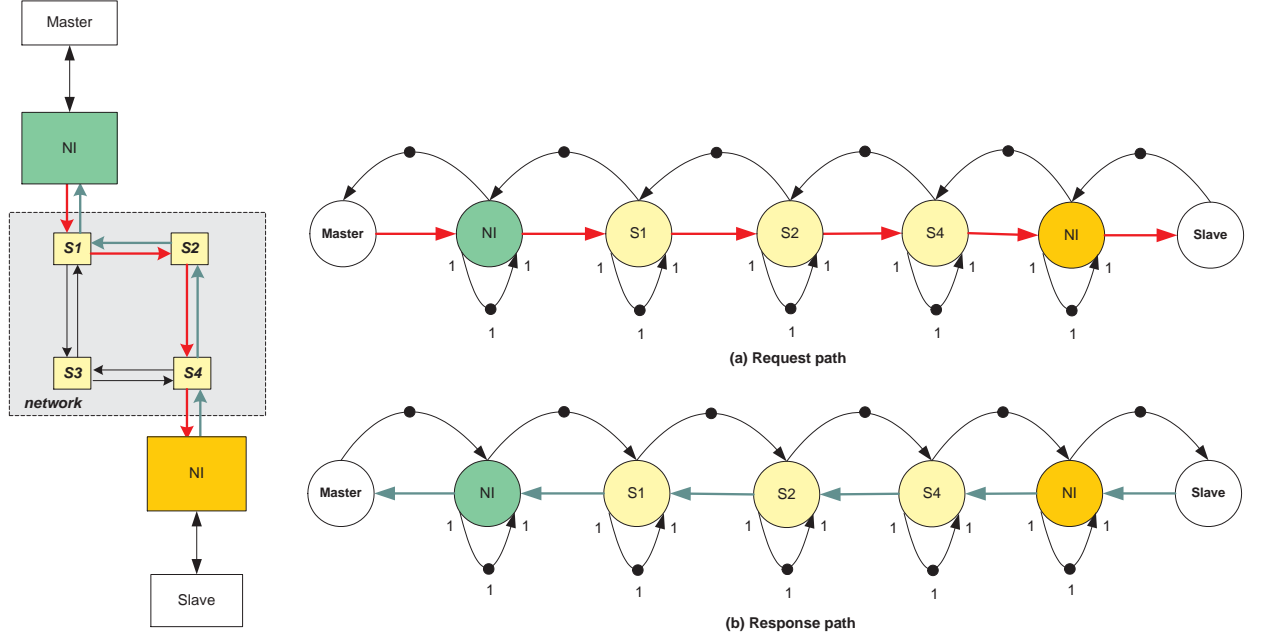 Master
NI
S1
S2
S3
S4
network
NI
Slave
Master
NI
S1
S2
S4
NI
Slave
1 1 1 1 1 1 1 1 1 1
1 1 1 1 1
(a) Request path
Master
NI
S1
S2
S4
NI
Slave
1 1 1 1 1 1 1 1 1 1
1 1 1 1 1
(b) Response path